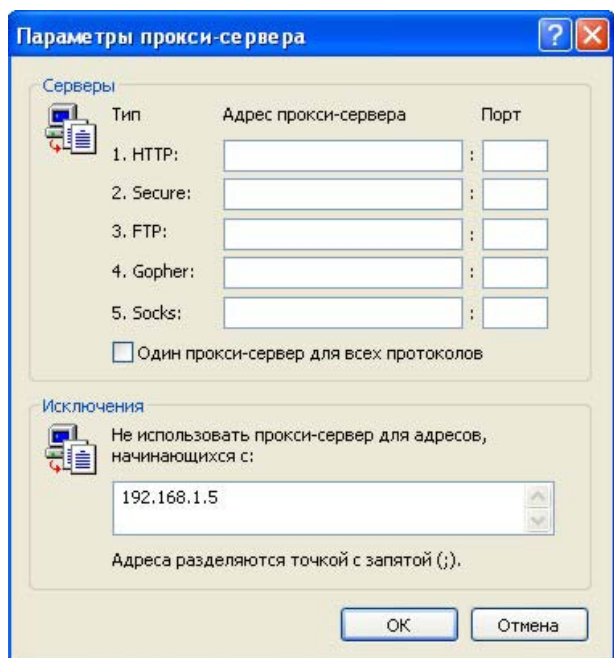 Параметры прокси-сервера
Серверы
Тип Адрес прокси-сервера Порт
1. HTTP: :
2. Secure: :
3. FTP: :
4. Gopher: :
5. Socks: :
Один прокси-сервер для всех протоколов
Исключения
Не использовать прокси-сервер для адресов,
начинающихся с:
192.168.1.5
Адреса разделяются точкой с запятой (;).
ОК Отмена